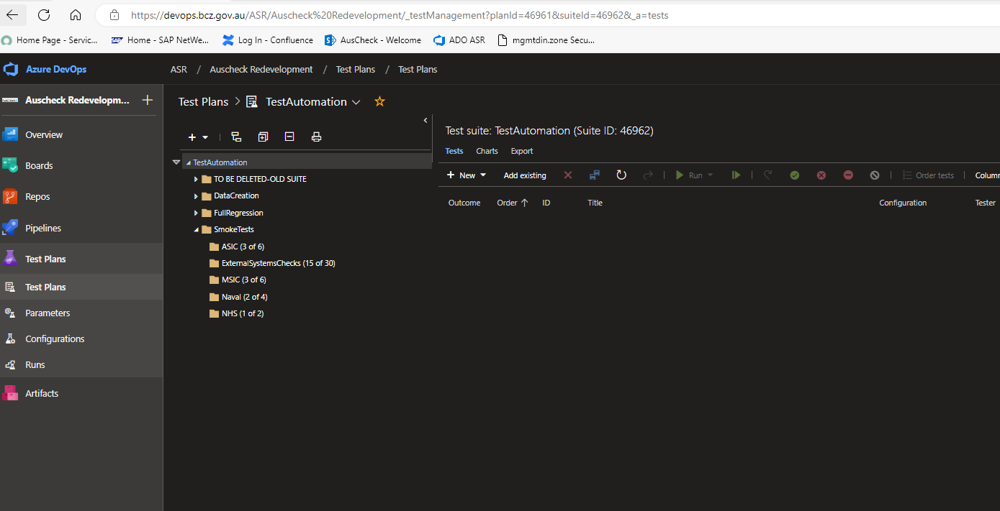 https://devops.bcz.gov.au/ASR/Auscheck%20Redevelopment/_testManagement?planId=46961&suiteId=46962&_a=tests
Home Page - Servic... Home - SAP NetWe... Log In - Confluence AusCheck - Welcome ADO ASR mgmtdin.zone Secu...
Azure DevOps ASR / Auscheck Redevelopment / Test Plans / Test Plans
Auscheck Redevelopm... +
Overview
Boards
Repos
Pipelines
Test Plans
Test Plans
Parameters
Configurations
Runs
Artifacts
Test Plans > TestAutomation
TestAutomation
TO BE DELETED-OLD SUITE
DataCreation
FullRegression
SmokeTests
ASIC (3 of 6)
ExternalSystemsChecks (15 of 30)
MSIC (3 of 6)
Naval (2 of 4)
NHS (1 of 2)
Test suite: TestAutomation (Suite ID: 46962)
Tests Charts Export
+ New Add existing Run Order tests Column
Outcome Order ↑ ID Title Configuration Tester